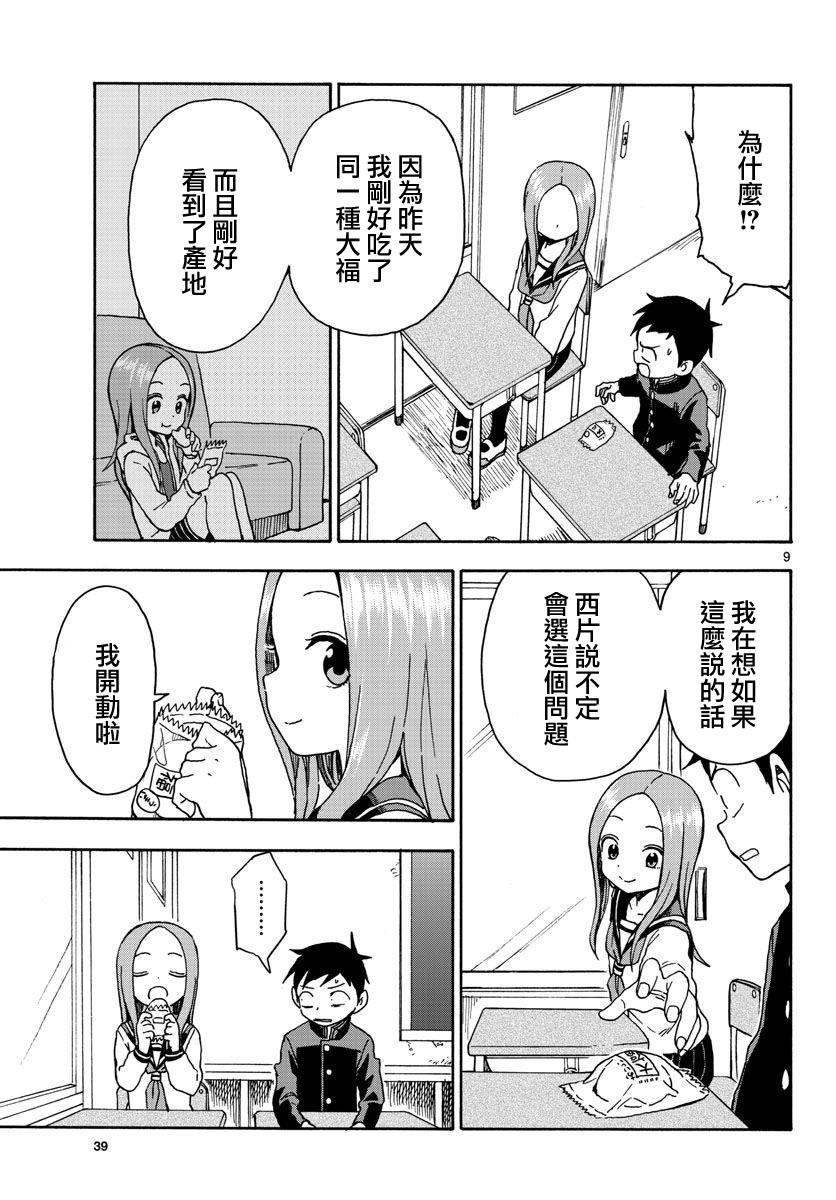 為什麼!?
因為昨天
我剛好吃了
同一種大福
而且剛好
看到了產地
9
我在想如果
這麼說的話
西片說不定
會選這個問題
大福
我開動啦
………
39